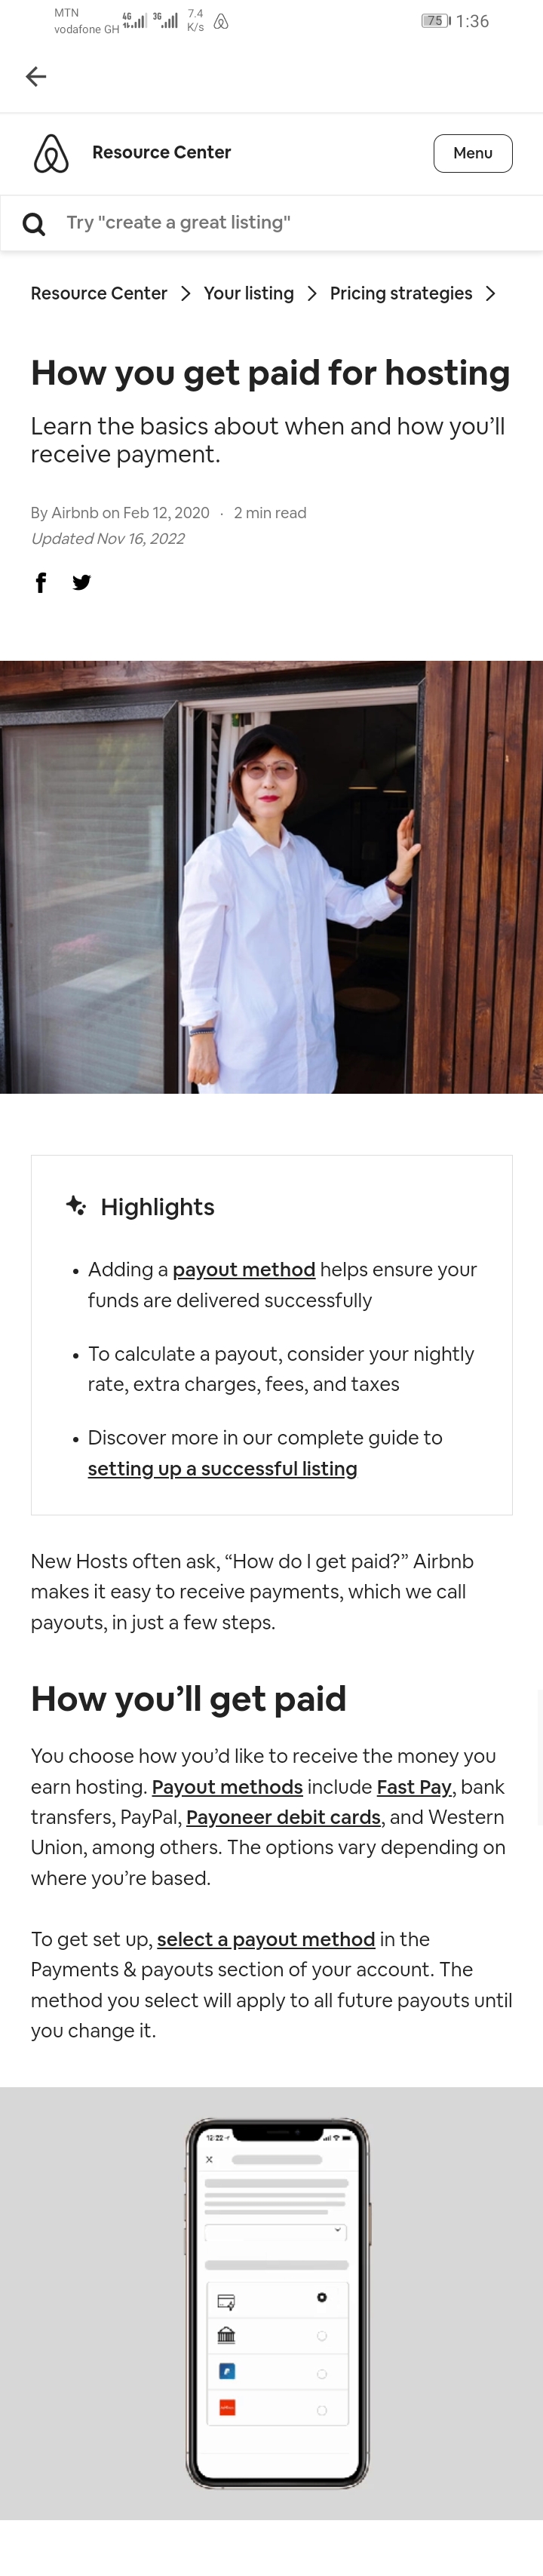 MTN
vodafone GH 4G 3G 7.4 K/s 75 1:36
Resource Center
Menu
Try "create a great listing"
Resource Center > Your listing > Pricing strategies >
How you get paid for hosting
Learn the basics about when and how you’ll
receive payment.
By Airbnb on Feb 12, 2020 · 2 min read
Updated Nov 16, 2022
Highlights
• Adding a payout method helps ensure your
funds are delivered successfully
• To calculate a payout, consider your nightly
rate, extra charges, fees, and taxes
• Discover more in our complete guide to
setting up a successful listing
New Hosts often ask, “How do I get paid?” Airbnb
makes it easy to receive payments, which we call
payouts, in just a few steps.
How you’ll get paid
You choose how you’d like to receive the money you
earn hosting. Payout methods include Fast Pay, bank
transfers, PayPal, Payoneer debit cards, and Western
Union, among others. The options vary depending on
where you’re based.
To get set up, select a payout method in the
Payments & payouts section of your account. The
method you select will apply to all future payouts until
you change it.
12:22